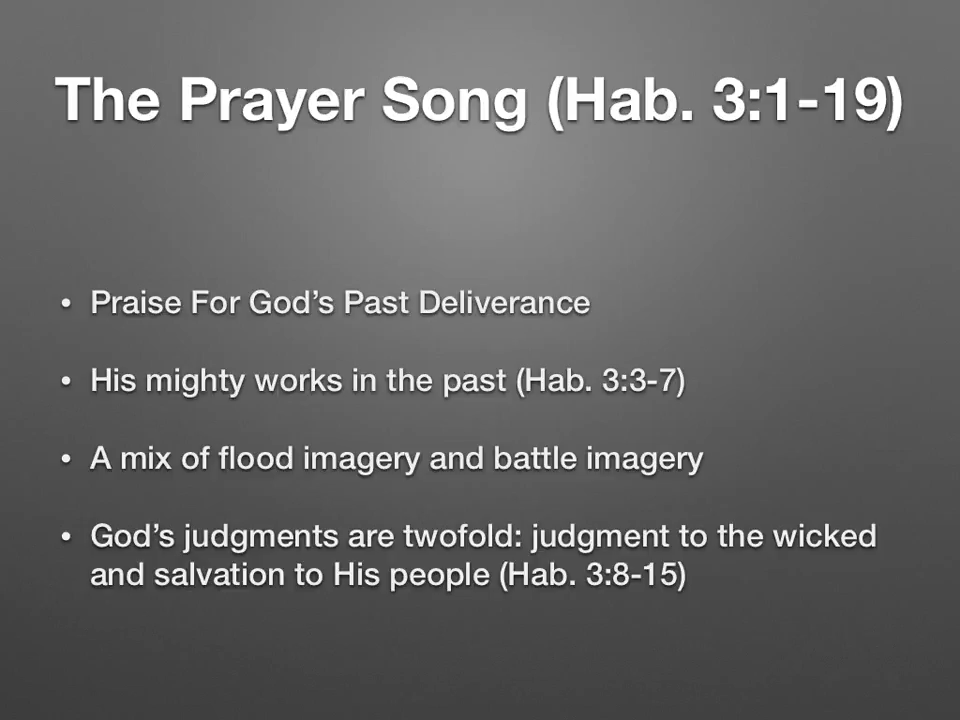 The Prayer Song (Hab. 3:1-19)
• Praise For God’s Past Deliverance
• His mighty works in the past (Hab. 3:3-7)
• A mix of flood imagery and battle imagery
• God’s judgments are twofold: judgment to the wicked
and salvation to His people (Hab. 3:8-15)